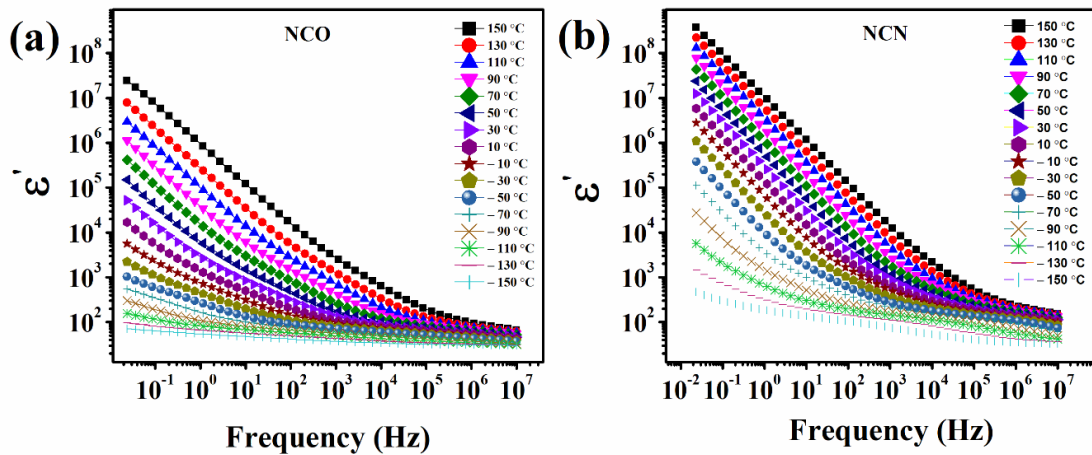 (a)
NCO
ε'
10⁸
10⁷
10⁶
10⁵
10⁴
10³
10²
150 °C
130 °C
110 °C
90 °C
70 °C
50 °C
30 °C
10 °C
– 10 °C
– 30 °C
– 50 °C
– 70 °C
– 90 °C
– 110 °C
– 130 °C
– 150 °C
10⁻¹ 10⁰ 10¹ 10² 10³ 10⁴ 10⁵ 10⁶ 10⁷
Frequency (Hz)
(b)
NCN
ε'
10⁸
10⁷
10⁶
10⁵
10⁴
10³
10²
150 °C
130 °C
110 °C
90 °C
70 °C
50 °C
30 °C
10 °C
– 10 °C
– 30 °C
– 50 °C
– 70 °C
– 90 °C
– 110 °C
– 130 °C
– 150 °C
10⁻² 10⁻¹ 10⁰ 10¹ 10² 10³ 10⁴ 10⁵ 10⁶ 10⁷
Frequency (Hz)